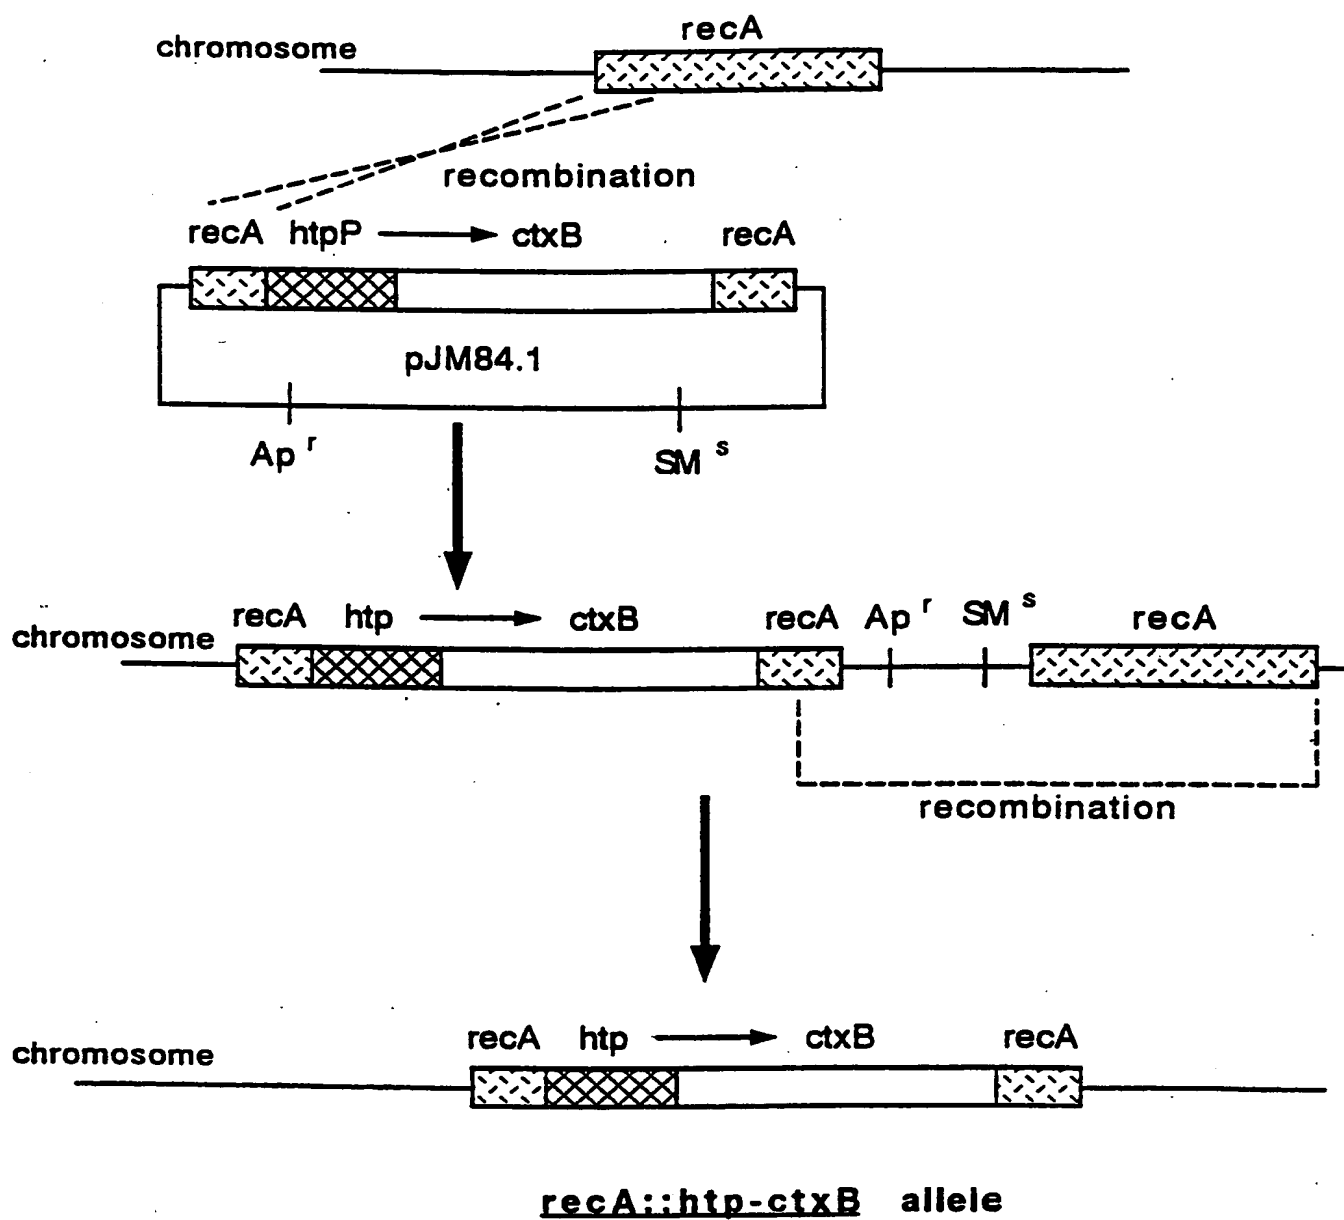 recA
chromosome
recombination
recA htpP ctxB recA
pJM84.1
Ap r SM s
recA htp ctxB recA Ap r SM s recA
chromosome
recombination
recA htp ctxB recA
chromosome
recA::htp-ctxB allele